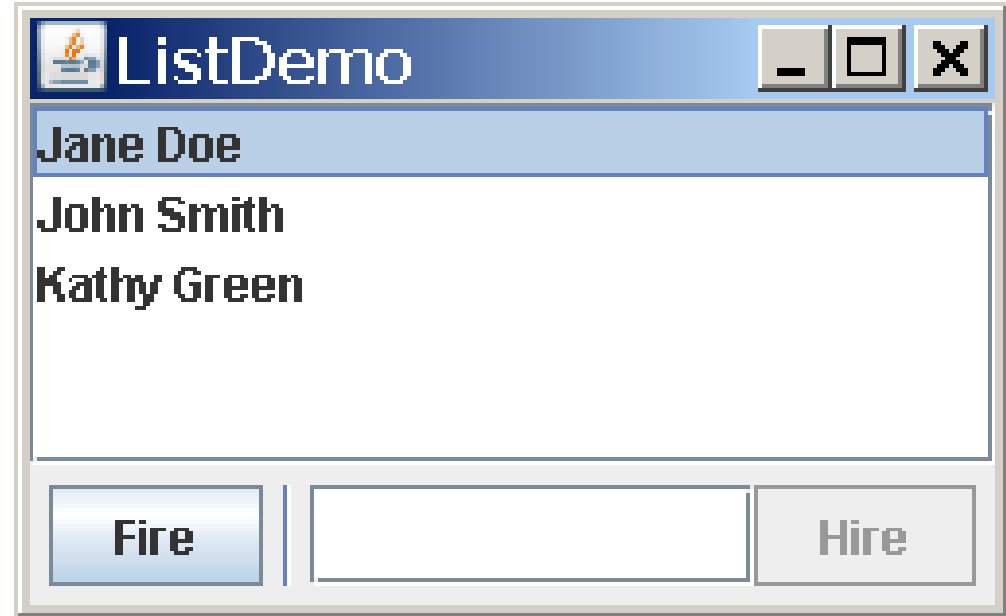 ListDemo
Jane Doe
John Smith
Kathy Green
Fire
Hire